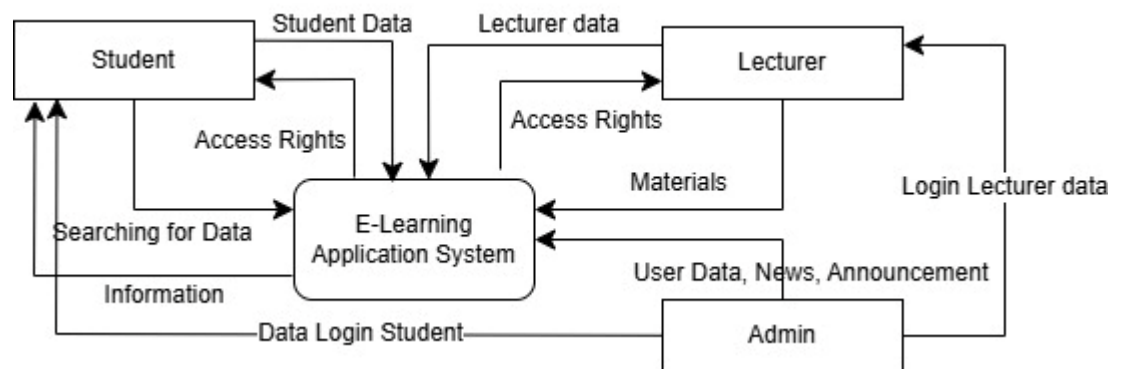 Student Data
Lecturer data
Student
Lecturer
Access Rights
Access Rights
Materials
Login Lecturer data
E-Learning
Application System
Searching for Data
User Data, News, Announcement
Information
Data Login Student
Admin